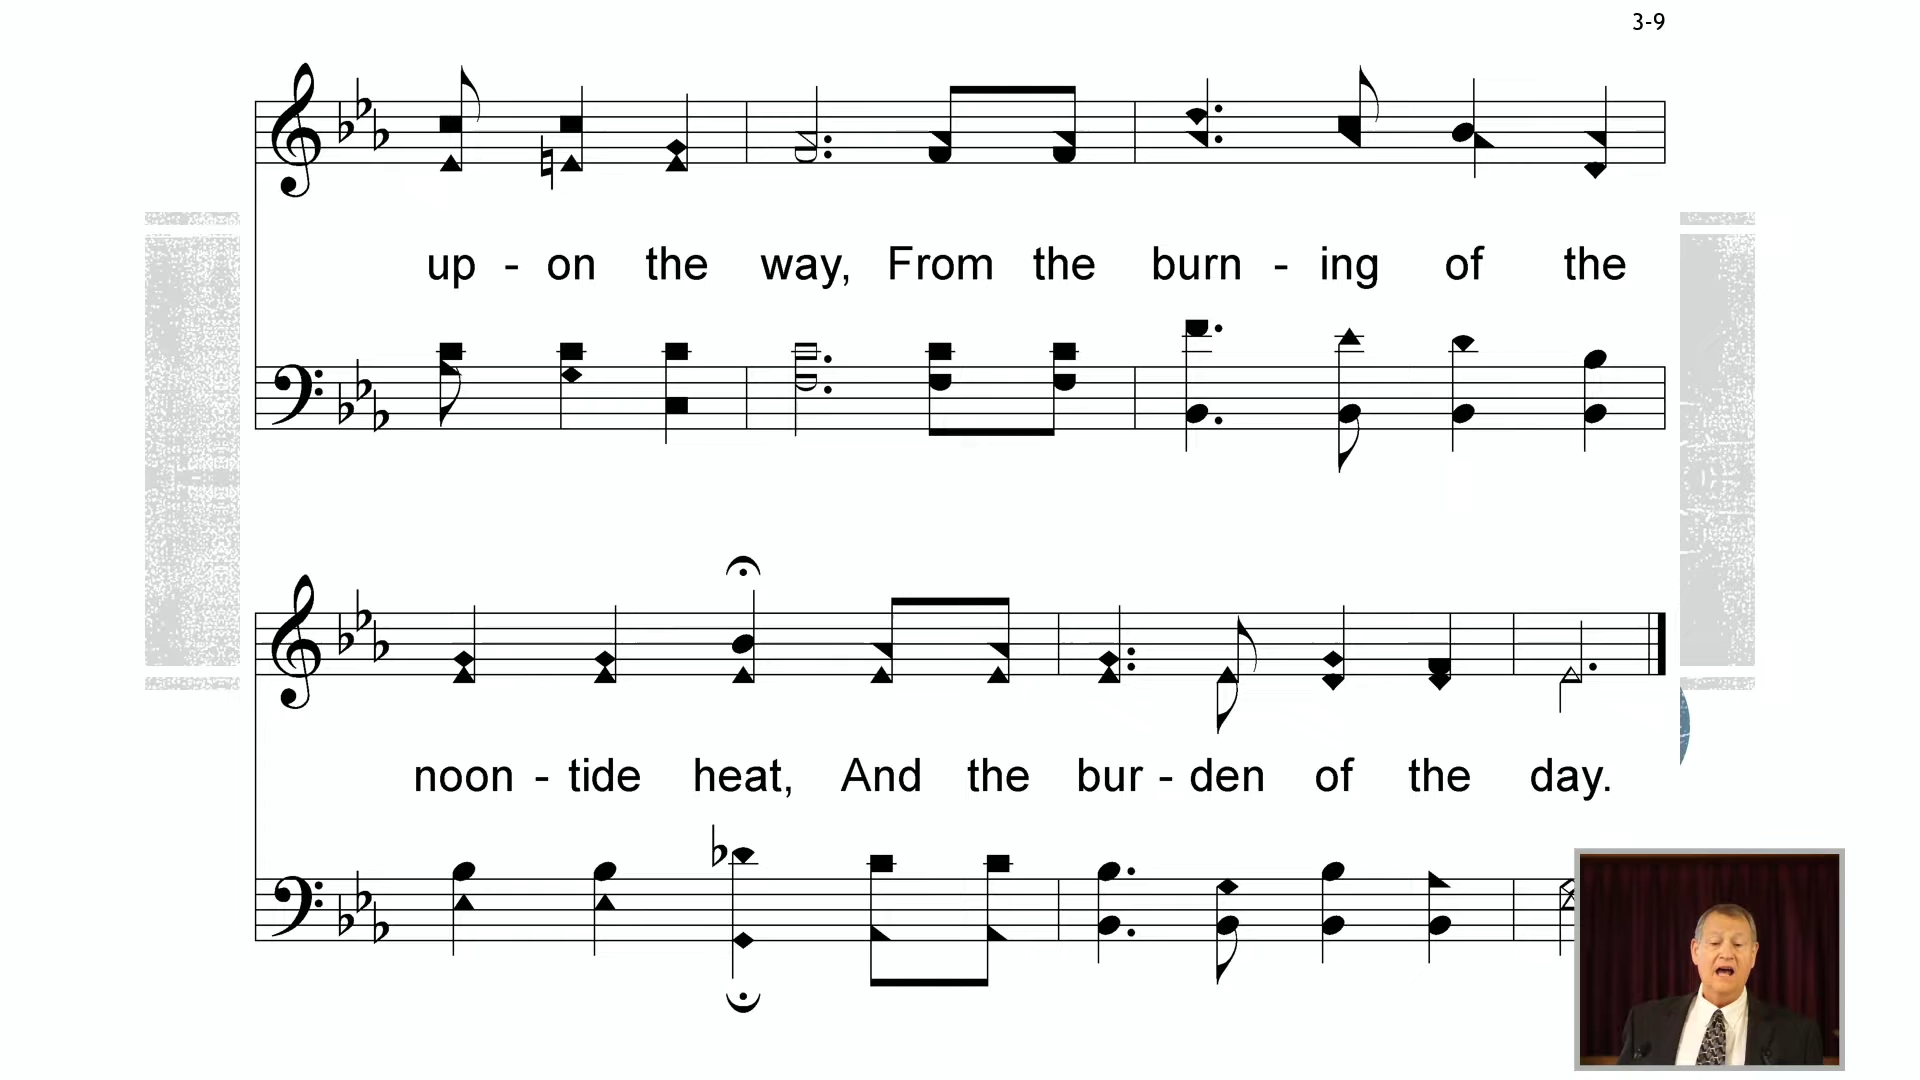 3-9
up - on the way, From the burn - ing of the
noon - tide heat, And the bur - den of the day.